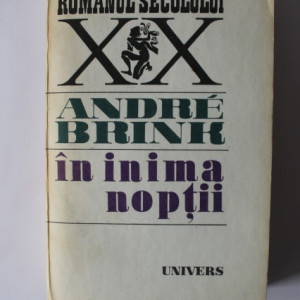 ROMANUL SECOLULUI
XX
ANDRÉ
BRINK
în inima
nopții
UNIVERS